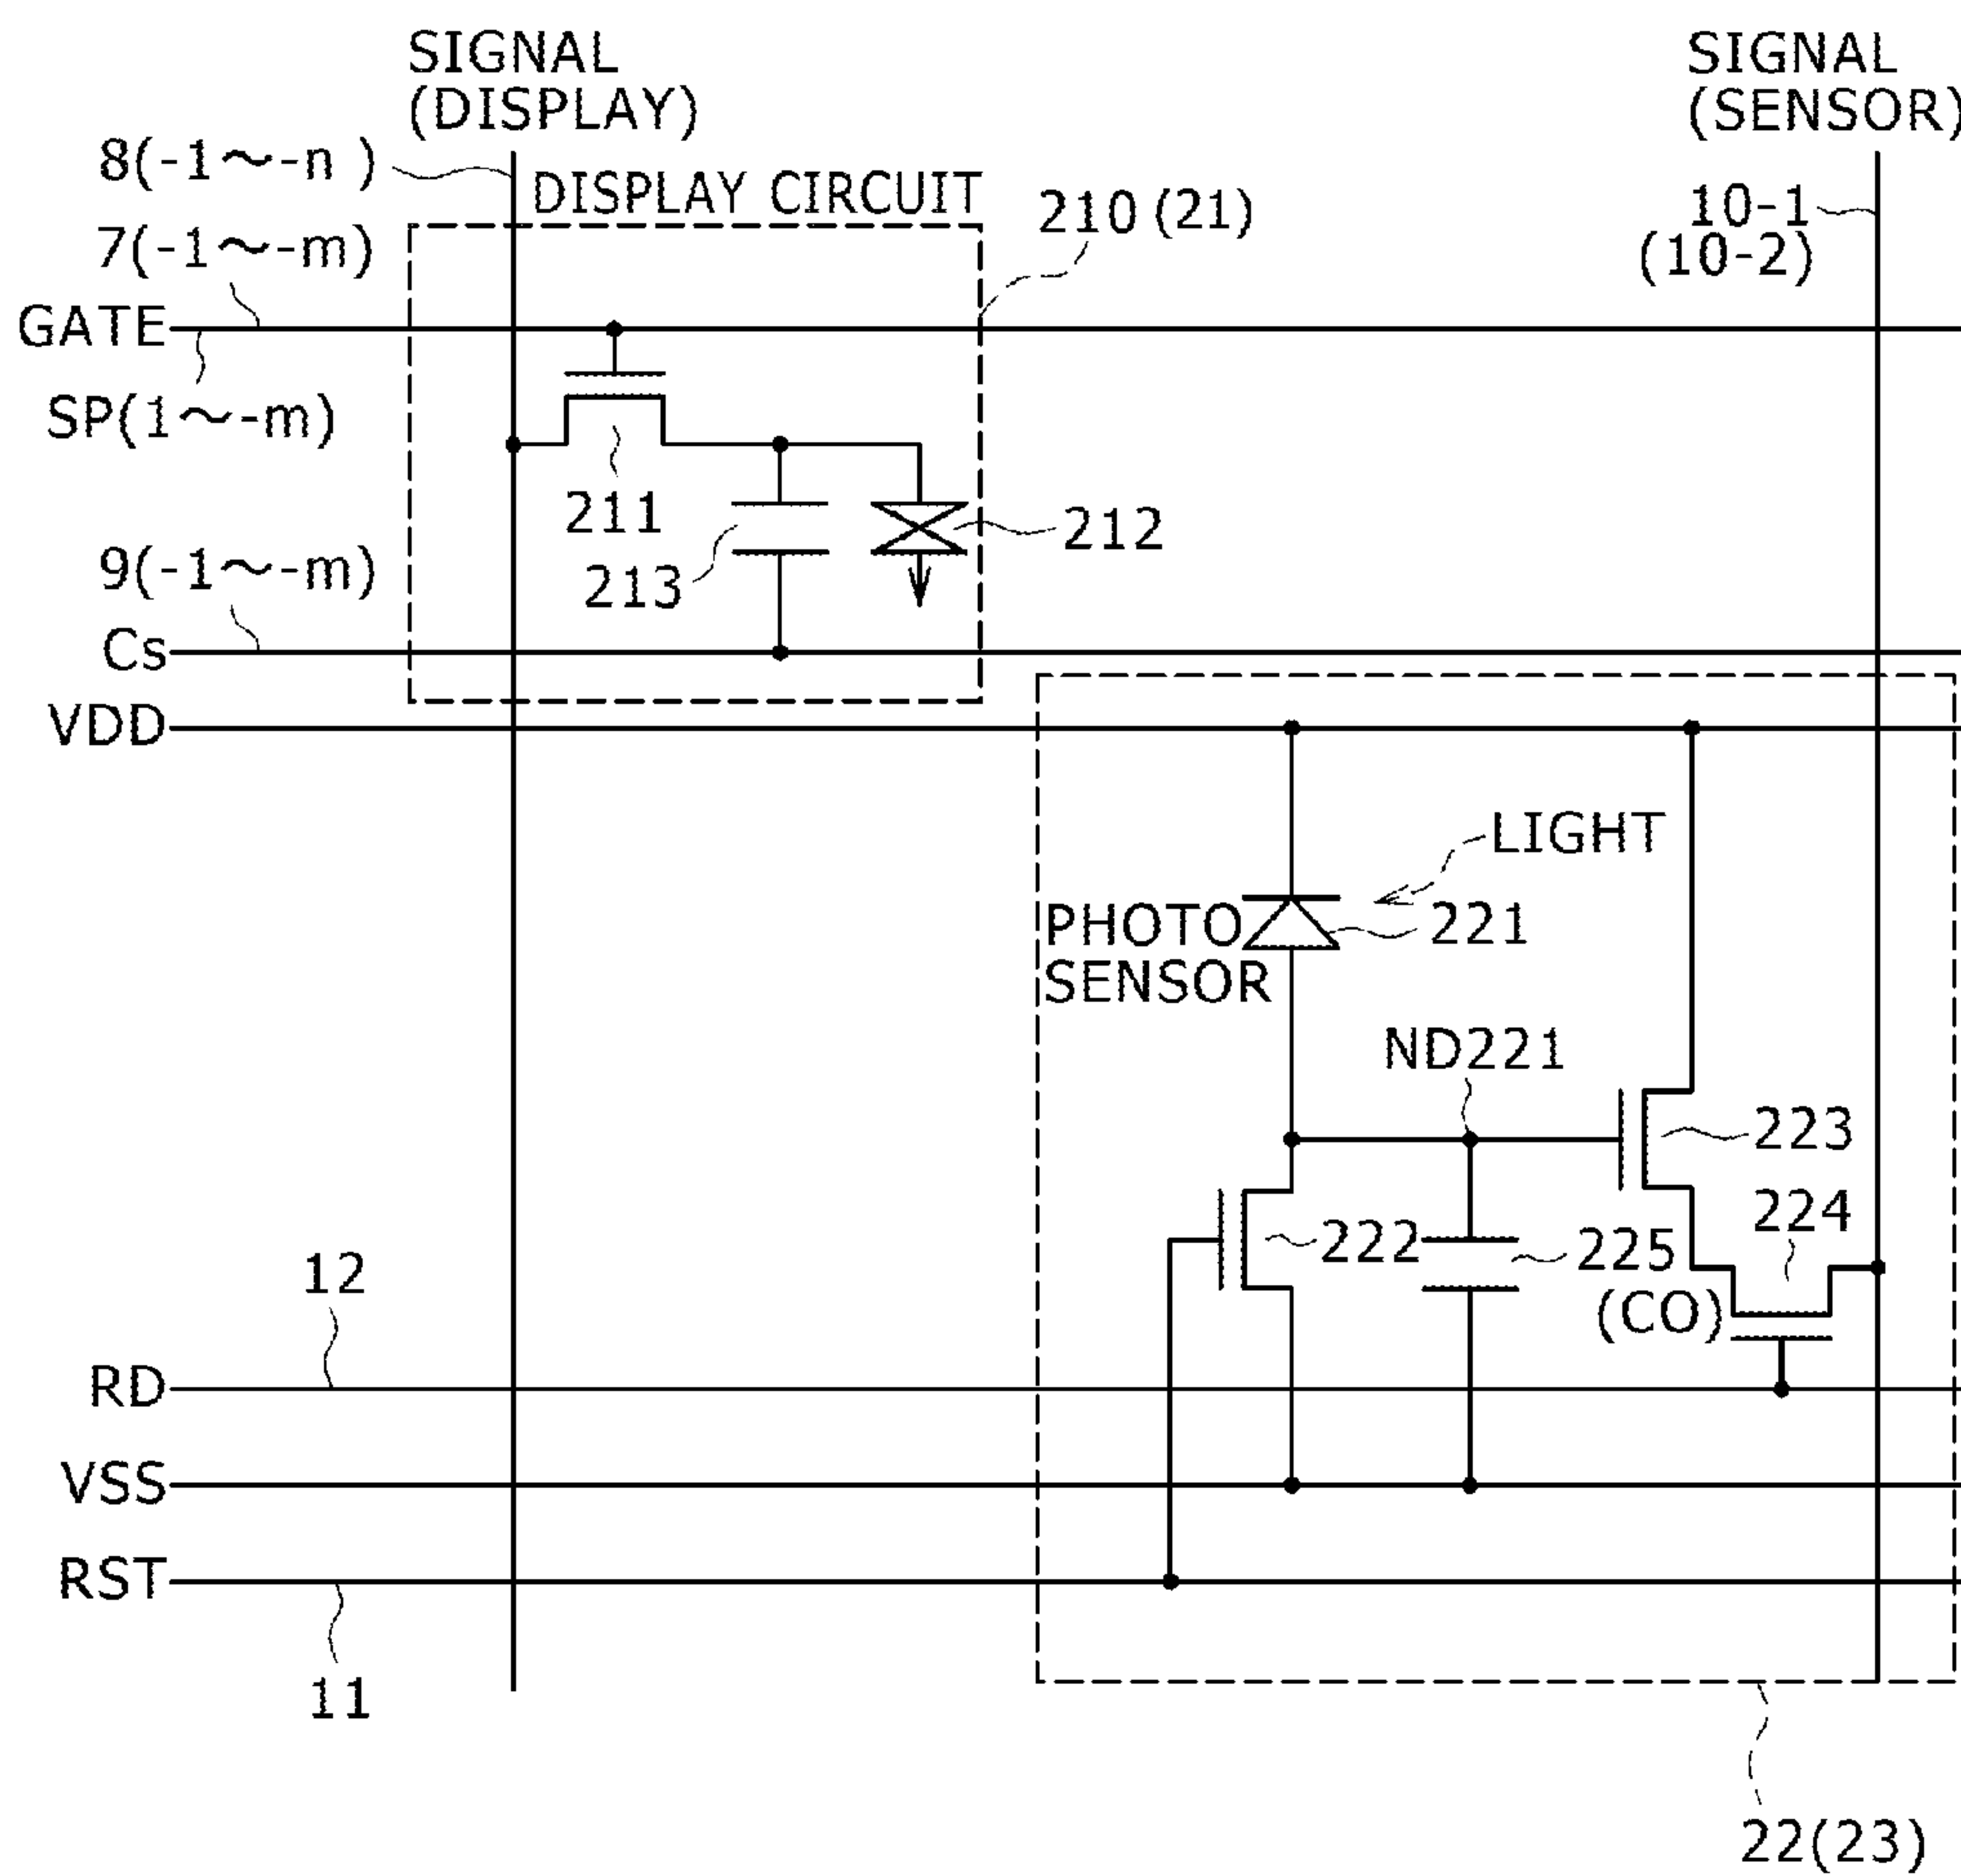 SIGNAL
(DISPLAY)
SIGNAL
(SENSOR)
8(-1～-n )
DISPLAY CIRCUIT
210 (21)
10-1
(10-2)
7(-1～-m)
GATE
SP(1～-m)
211
212
213
9(-1～-m)
Cs
VDD
LIGHT
PHOTO
SENSOR
221
ND221
223
224
222
225
(CO)
12
RD
VSS
RST
11
22(23)